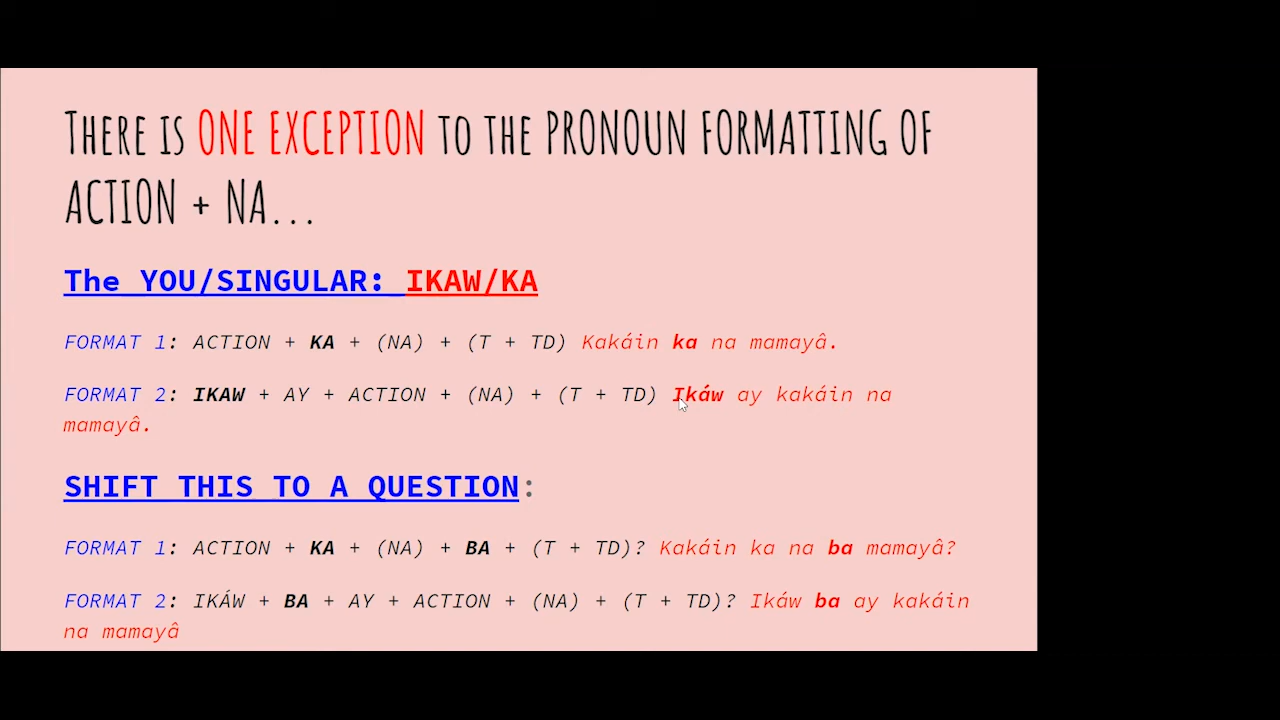 THERE IS ONE EXCEPTION TO THE PRONOUN FORMATTING OF
ACTION + NA...
The YOU/SINGULAR: IKAW/KA
FORMAT 1: ACTION + KA + (NA) + (T + TD) Kakáin ka na mamayâ.
FORMAT 2: IKAW + AY + ACTION + (NA) + (T + TD) Ikáw ay kakáin na
mamayâ.
SHIFT THIS TO A QUESTION:
FORMAT 1: ACTION + KA + (NA) + BA + (T + TD)? Kakáin ka na ba mamayâ?
FORMAT 2: IKÁW + BA + AY + ACTION + (NA) + (T + TD)? Ikáw ba ay kakáin
na mamayâ